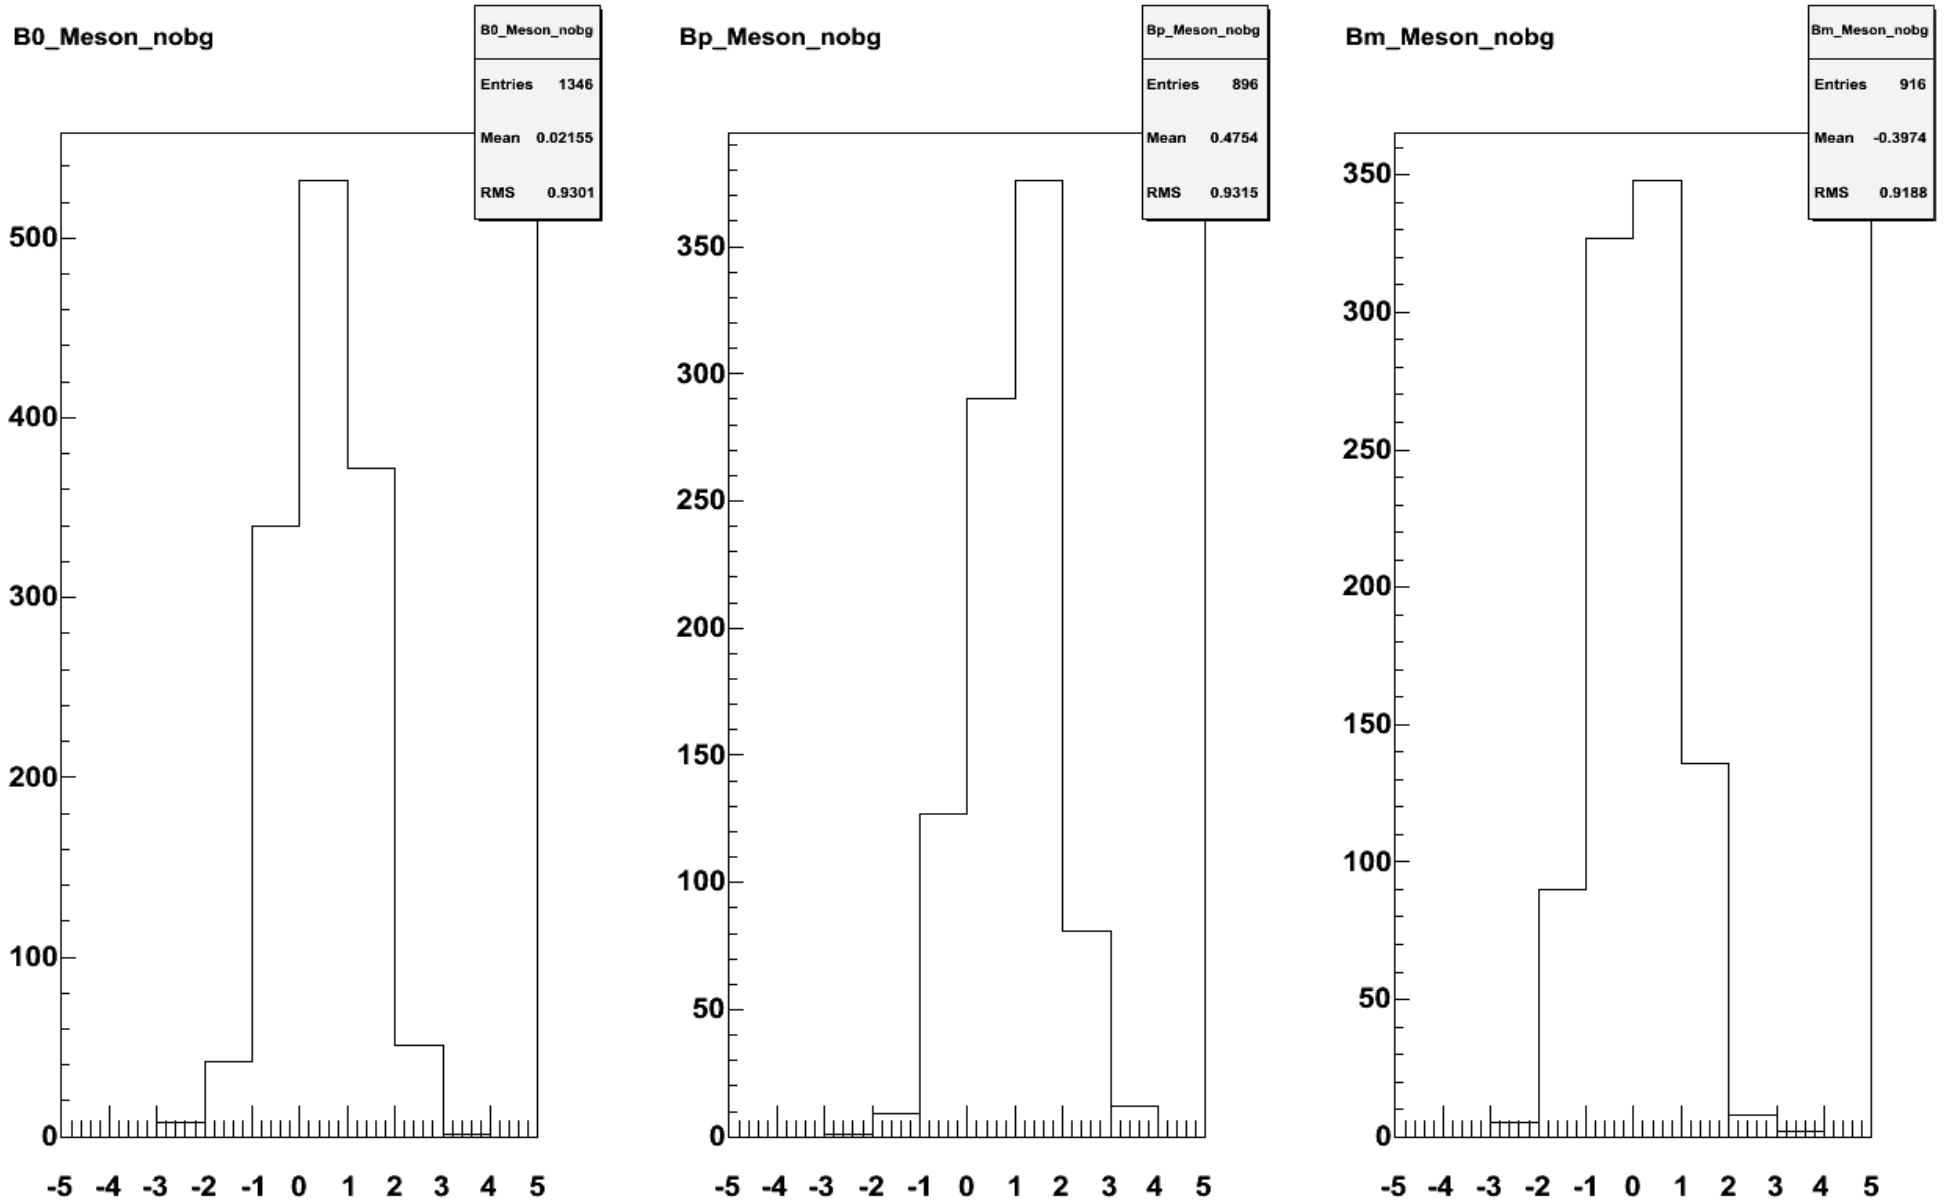 B0_Meson_nobg
B0_Meson_nobg
Entries 1346
Mean 0.02155
RMS 0.9301
500
400
300
200
100
0
-5 -4 -3 -2 -1 0 1 2 3 4 5
Bp_Meson_nobg
Bp_Meson_nobg
Entries 896
Mean 0.4754
RMS 0.9315
350
300
250
200
150
100
50
0
-5 -4 -3 -2 -1 0 1 2 3 4 5
Bm_Meson_nobg
Bm_Meson_nobg
Entries 916
Mean -0.3974
RMS 0.9188
350
300
250
200
150
100
50
0
-5 -4 -3 -2 -1 0 1 2 3 4 5